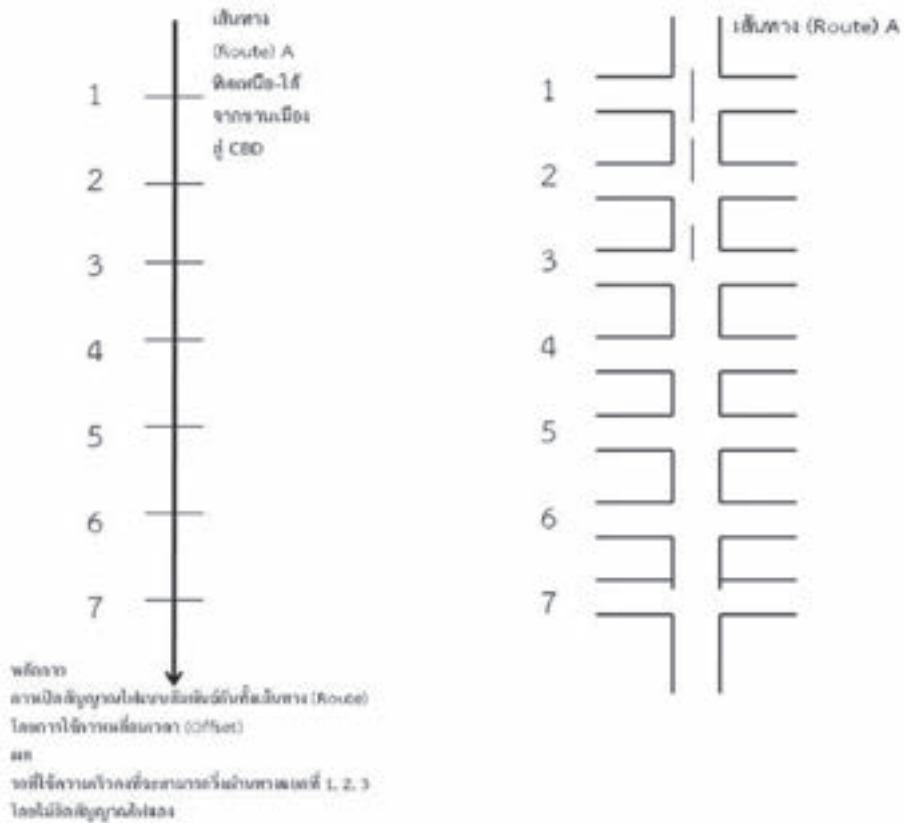 เส้นทาง
(Route) A
ทิศเหนือ-ใต้
จากชานเมือง
สู่ CBD
1
2
3
4
5
6
7
เส้นทาง (Route) A
1
2
3
4
5
6
7
หลักการ
การเปิดสัญญาณไฟแบบสัมพันธ์กันทั้งเส้นทาง (Route)
โดยการใช้การเหลื่อมเวลา (Offset)
ผล
รถที่ใช้ความเร็วคงที่จะสามารถวิ่งผ่านทางแยกที่ 1, 2, 3
โดยไม่ติดสัญญาณไฟแดง